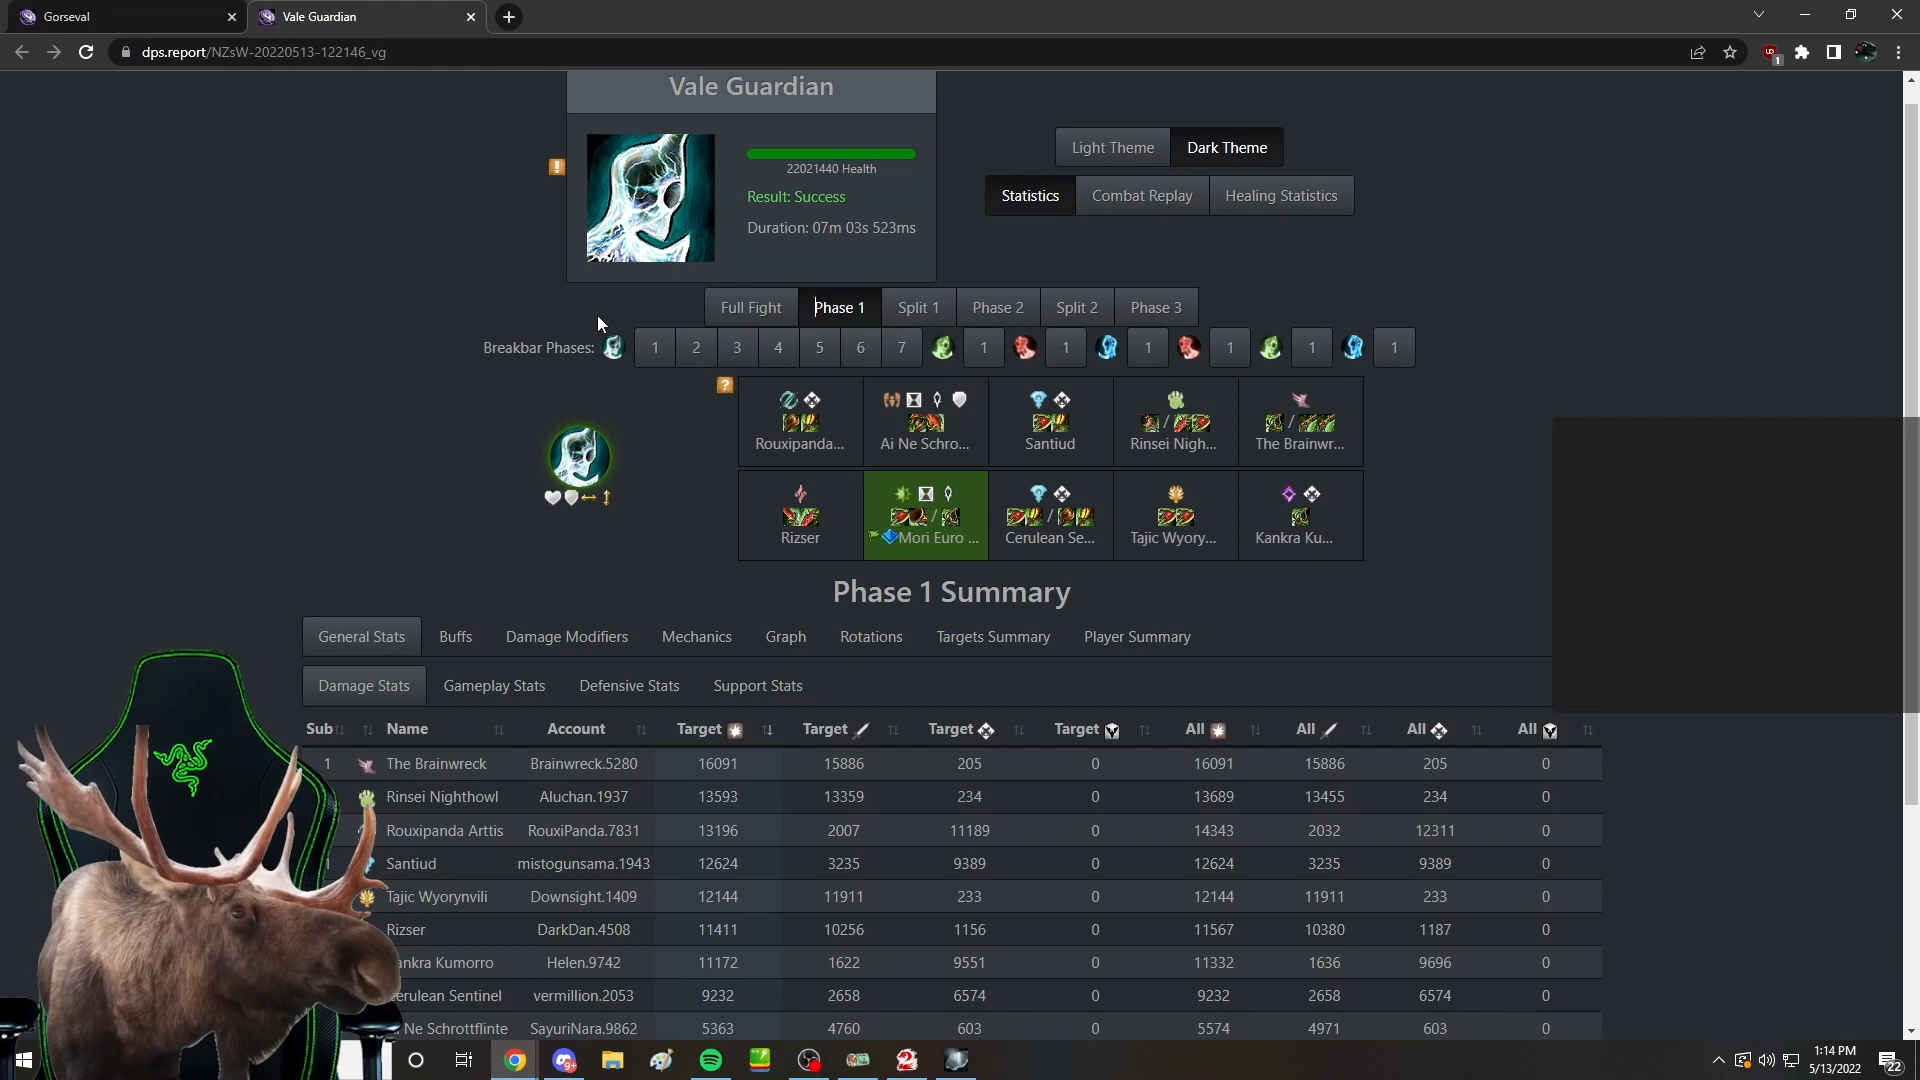 Gorseval
Vale Guardian
dps.report/NZsW-20220513-122146_vg
Vale Guardian
22021440 Health
Result: Success
Duration: 07m 03s 523ms
Light Theme Dark Theme
Statistics Combat Replay Healing Statistics
Full Fight Phase 1 Split 1 Phase 2 Split 2 Phase 3
Breakbar Phases: 1 2 3 4 5 6 7 1 1 1 1 1 1
Rouxipanda... Ai Ne Schro... Santiud Rinsei Nigh... The Brainwr...
Rizser Mori Euro ... Cerulean Se... Tajic Wyory... Kankra Ku...
Phase 1 Summary
General Stats Buffs Damage Modifiers Mechanics Graph Rotations Targets Summary Player Summary
Damage Stats Gameplay Stats Defensive Stats Support Stats
Sub Name Account Target Target Target Target All All All All
1 The Brainwreck Brainwreck.5280 16091 15886 205 0 16091 15886 205 0
Rinsei Nighthowl Aluchan.1937 13593 13359 234 0 13689 13455 234 0
Rouxipanda Arttis RouxiPanda.7831 13196 2007 11189 0 14343 2032 12311 0
1 Santiud mistogunsama.1943 12624 3235 9389 0 12624 3235 9389 0
Tajic Wyorynvili Downsight.1409 12144 11911 233 0 12144 11911 233 0
Rizser DarkDan.4508 11411 10256 1156 0 11567 10380 1187 0
ankra Kumorro Helen.9742 11172 1622 9551 0 11332 1636 9696 0
erulean Sentinel vermillion.2053 9232 2658 6574 0 9232 2658 6574 0
Ne Schrottflinte SayuriNara.9862 5363 4760 603 0 5574 4971 603 0
1:14 PM
5/13/2022
22